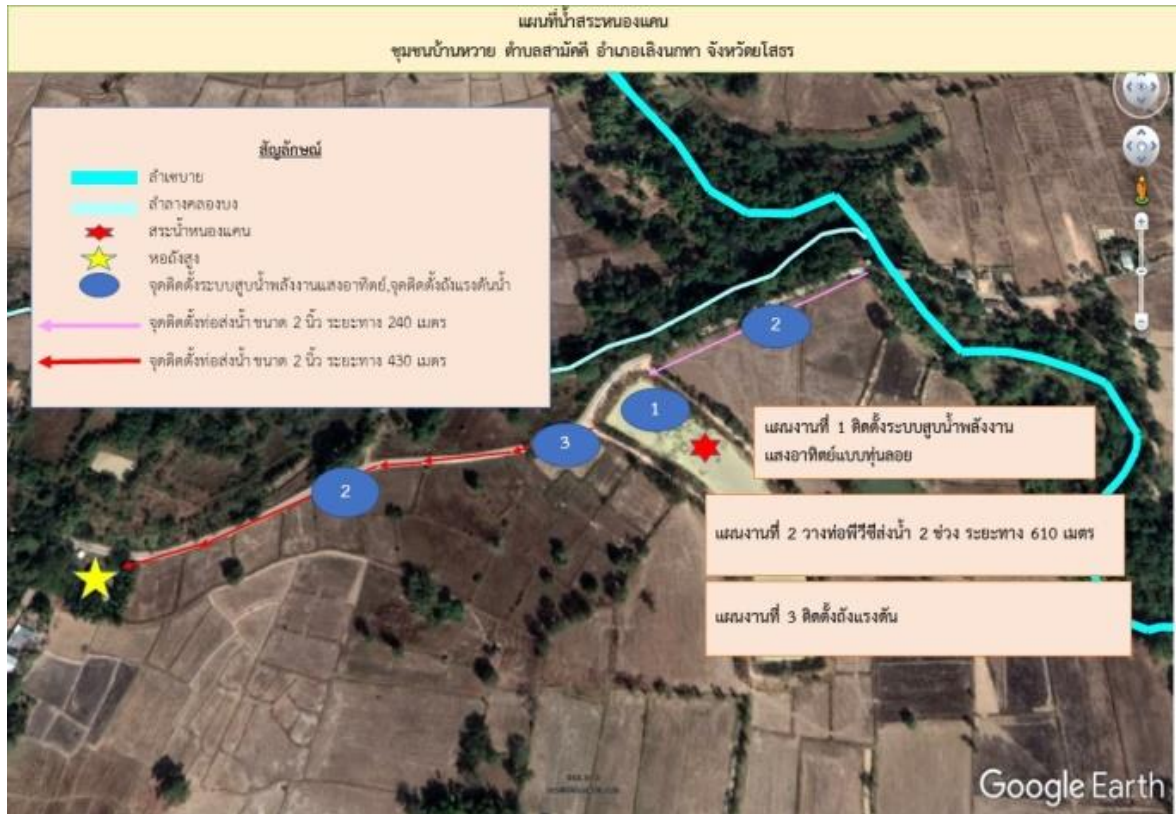 แผนที่น้ำสระหนองแคน
ชุมชนบ้านหวาย ตำบลสามัคคี อำเภอเลิงนกทา จังหวัดยโสธร
สัญลักษณ์
ลำเซบาย
ลำลางคลองบง
สระน้ำหนองแคน
หอถังสูง
จุดติดตั้งระบบสูบน้ำพลังงานแสงอาทิตย์,จุดติดตั้งถังแรงดันน้ำ
จุดติดตั้งท่อส่งน้ำ ขนาด 2 นิ้ว ระยะทาง 240 เมตร
จุดติดตั้งท่อส่งน้ำ ขนาด 2 นิ้ว ระยะทาง 430 เมตร
2
1
3
2
แผนงานที่ 1 ติดตั้งระบบสูบน้ำพลังงาน
แสงอาทิตย์แบบทุ่นลอย
แผนงานที่ 2 วางท่อพีวีซีส่งน้ำ 2 ช่วง ระยะทาง 610 เมตร
แผนงานที่ 3 ติดตั้งถังแรงดัน
Google Earth